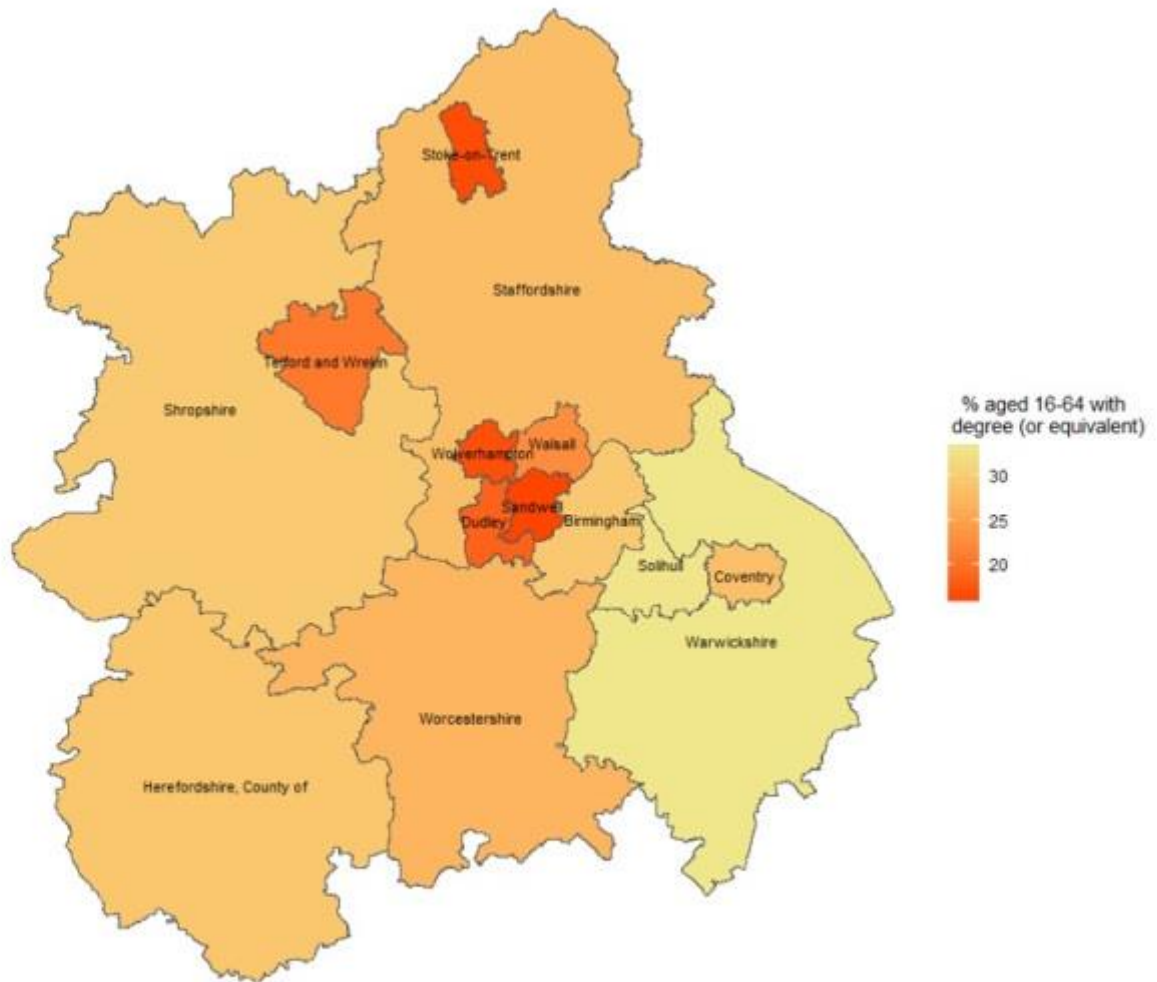 Stoke-on-Trent
Staffordshire
Telford and Wrekin
Shropshire
% aged 16-64 with
degree (or equivalent)
Wolverhampton
Walsall
30
Sandwell
Dudley
Birmingham
25
Solihull
Coventry
20
Warwickshire
Worcestershire
Herefordshire, County of